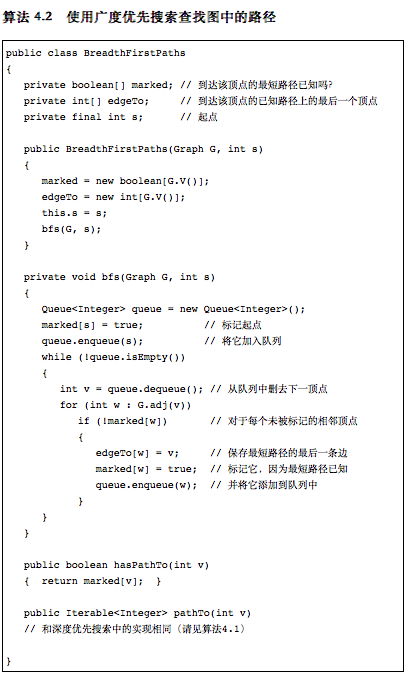 算法 4.2 使用广度优先搜索查找图中的路径
public class BreadthFirstPaths
{
private boolean[] marked; // 到达该顶点的最短路径已知吗？
private int[] edgeTo; // 到达该顶点的已知路径上的最后一个顶点
private final int s; // 起点
public BreadthFirstPaths(Graph G, int s)
{
marked = new boolean[G.V()];
edgeTo = new int[G.V()];
this.s = s;
bfs(G, s);
}
private void bfs(Graph G, int s)
{
Queue<Integer> queue = new Queue<Integer>();
marked[s] = true; // 标记起点
queue.enqueue(s); // 将它加入队列
while (!queue.isEmpty())
{
int v = queue.dequeue(); // 从队列中删去下一顶点
for (int w : G.adj(v))
if (!marked[w]) // 对于每个未被标记的相邻顶点
{
edgeTo[w] = v; // 保存最短路径的最后一条边
marked[w] = true; // 标记它，因为最短路径已知
queue.enqueue(w); // 并将它添加到队列中
}
}
}
public boolean hasPathTo(int v)
{ return marked[v]; }
public Iterable<Integer> pathTo(int v)
// 和深度优先搜索中的实现相同（请见算法4.1）
}